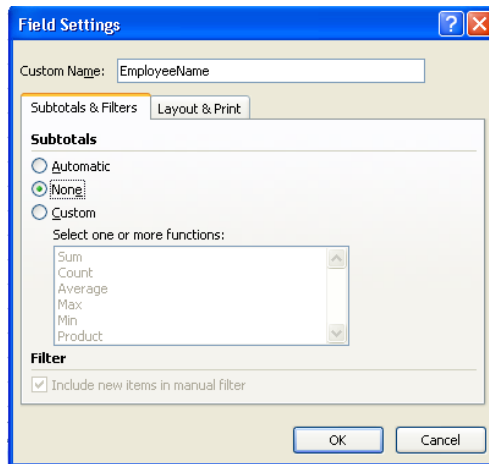 Field Settings
Custom Name: EmployeeName
Subtotals & Filters Layout & Print
Subtotals
Automatic
None
Custom
Select one or more functions:
Sum
Count
Average
Max
Min
Product
Filter
Include new items in manual filter
OK Cancel